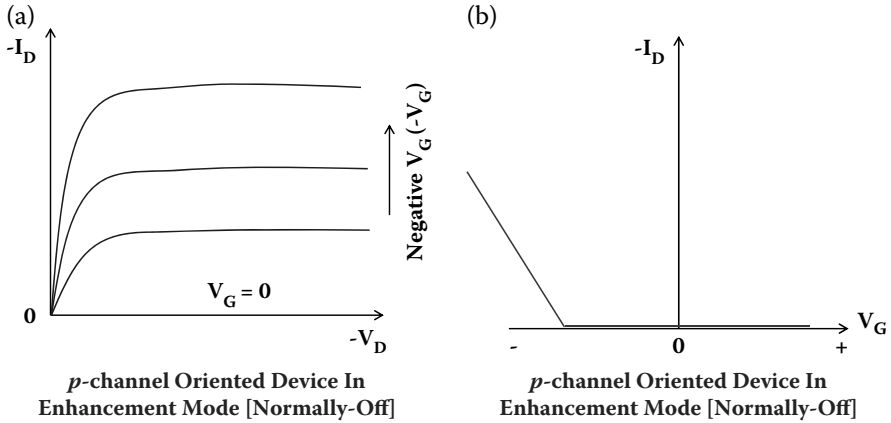 (a)
-I_D
Negative V_G (-V_G)
V_G = 0
0
-V_D
p-channel Oriented Device In
Enhancement Mode [Normally-Off]
(b)
-I_D
V_G
-
0
+
p-channel Oriented Device In
Enhancement Mode [Normally-Off]